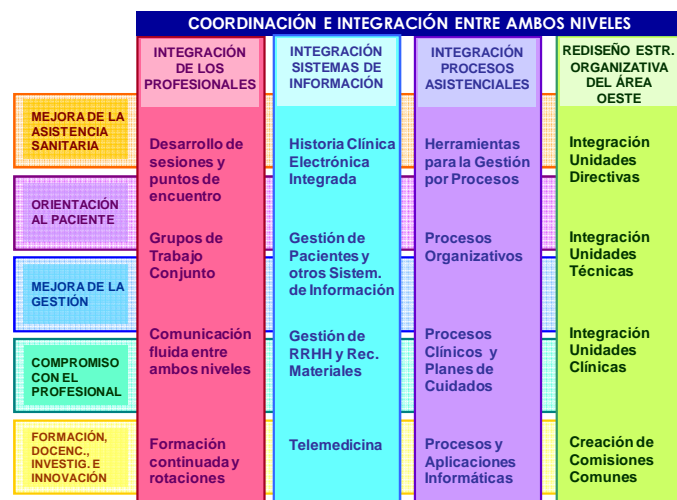 COORDINACIÓN E INTEGRACIÓN ENTRE AMBOS NIVELES
INTEGRACIÓN
DE LOS
PROFESIONALES
INTEGRACIÓN
SISTEMAS DE
INFORMACIÓN
INTEGRACIÓN
PROCESOS
ASISTENCIALES
REDISEÑO ESTR.
ORGANIZATIVA
DEL ÁREA
OESTE
MEJORA DE LA
ASISTENCIA
SANITARIA
Desarrollo de
sesiones y
puntos de
encuentro
Historia Clínica
Electrónica
Integrada
Herramientas
para la Gestión
por Procesos
Integración
Unidades
Directivas
ORIENTACIÓN
AL PACIENTE
Grupos de
Trabajo
Conjunto
Gestión de
Pacientes y
otros Sistem.
de Información
Procesos
Organizativos
Integración
Unidades
Técnicas
MEJORA DE LA
GESTIÓN
Comunicación
fluida entre
ambos niveles
Gestión de
RRHH y Rec.
Materiales
Procesos
Clínicos y
Planes de
Cuidados
Integración
Unidades
Clínicas
COMPROMISO
CON EL
PROFESIONAL
FORMACIÓN,
DOCENC.,
INVESTIG. E
INNOVACIÓN
Formación
continuada y
rotaciones
Telemedicina
Procesos y
Aplicaciones
Informáticas
Creación de
Comisiones
Comunes